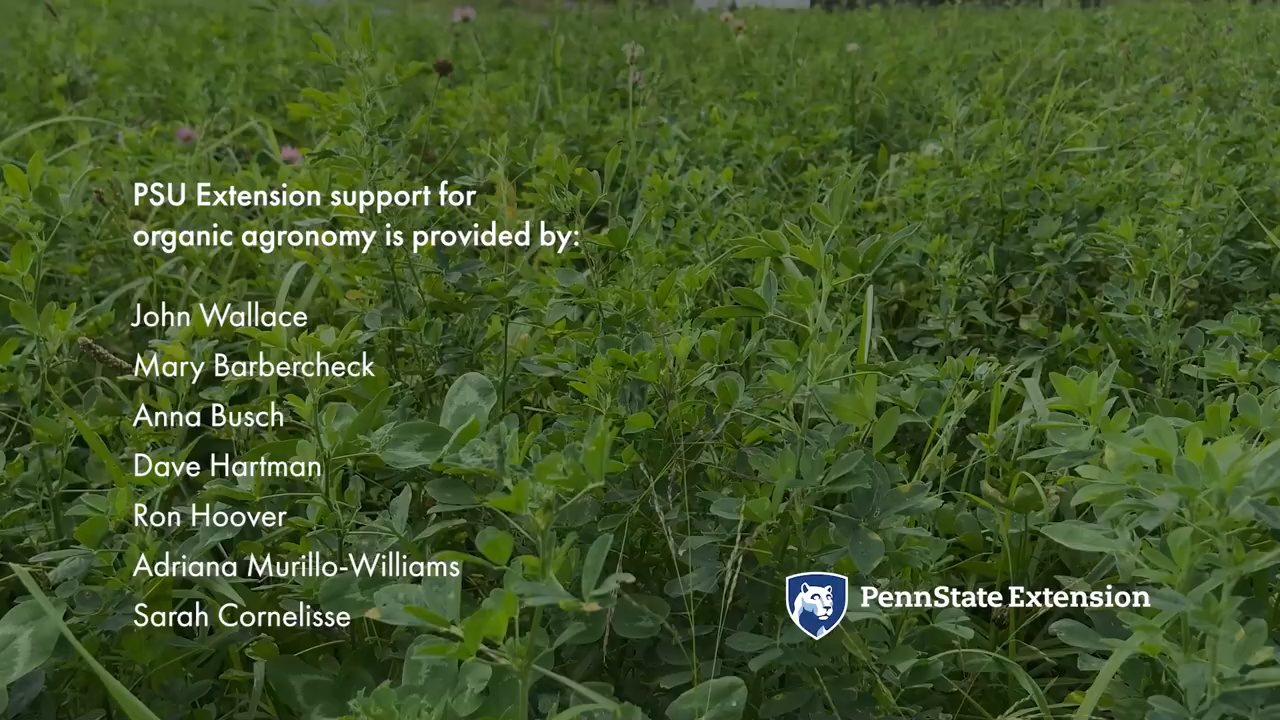 PSU Extension support for
organic agronomy is provided by:
John Wallace
Mary Barbercheck
Anna Busch
Dave Hartman
Ron Hoover
Adriana Murillo-Williams
Sarah Cornelisse
PennState Extension